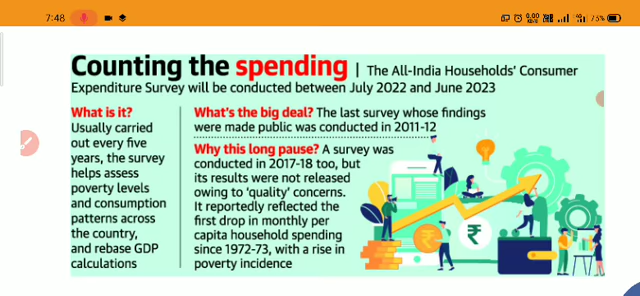 7:48
73%
Counting the spending | The All-India Households' Consumer
Expenditure Survey will be conducted between July 2022 and June 2023
What is it?
Usually carried
out every five
years, the survey
helps assess
poverty levels
and consumption
patterns across
the country,
and rebase GDP
calculations
What's the big deal? The last survey whose findings
were made public was conducted in 2011-12
Why this long pause? A survey was
conducted in 2017-18 too, but
its results were not released
owing to 'quality' concerns.
It reportedly reflected the
first drop in monthly per
capita household spending
since 1972-73, with a rise in
poverty incidence
₹
₹